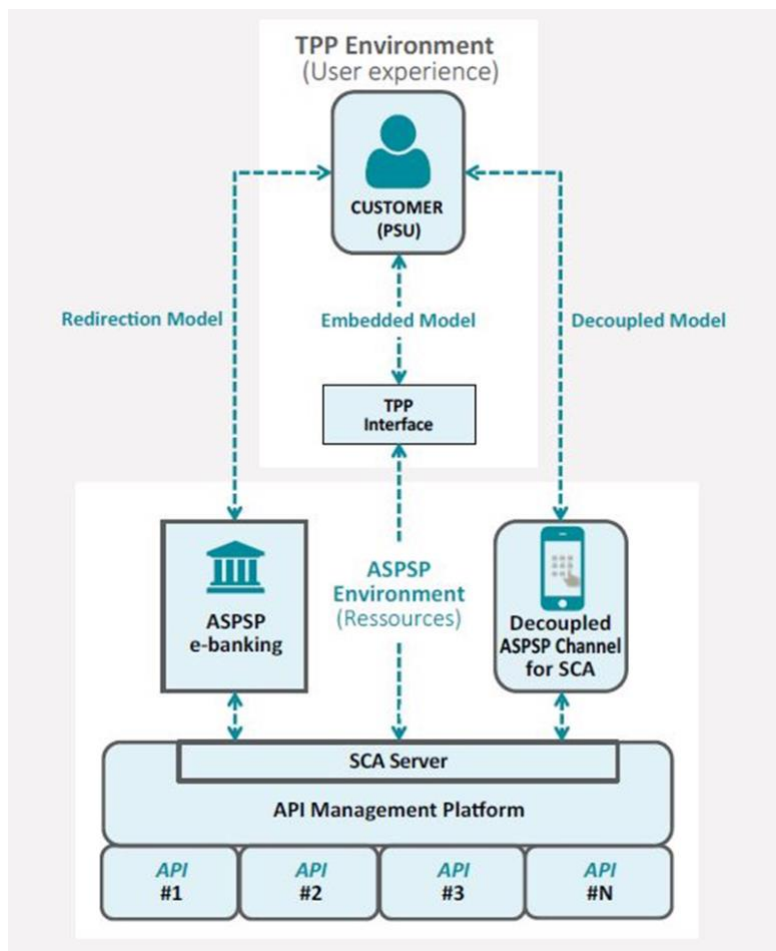 TPP Environment
(User experience)
CUSTOMER
(PSU)
Redirection Model
Embedded Model
Decoupled Model
TPP
Interface
ASPSP
e-banking
ASPSP
Environment
(Ressources)
Decoupled
ASPSP Channel
for SCA
SCA Server
API Management Platform
API
#1
API
#2
API
#3
API
#N